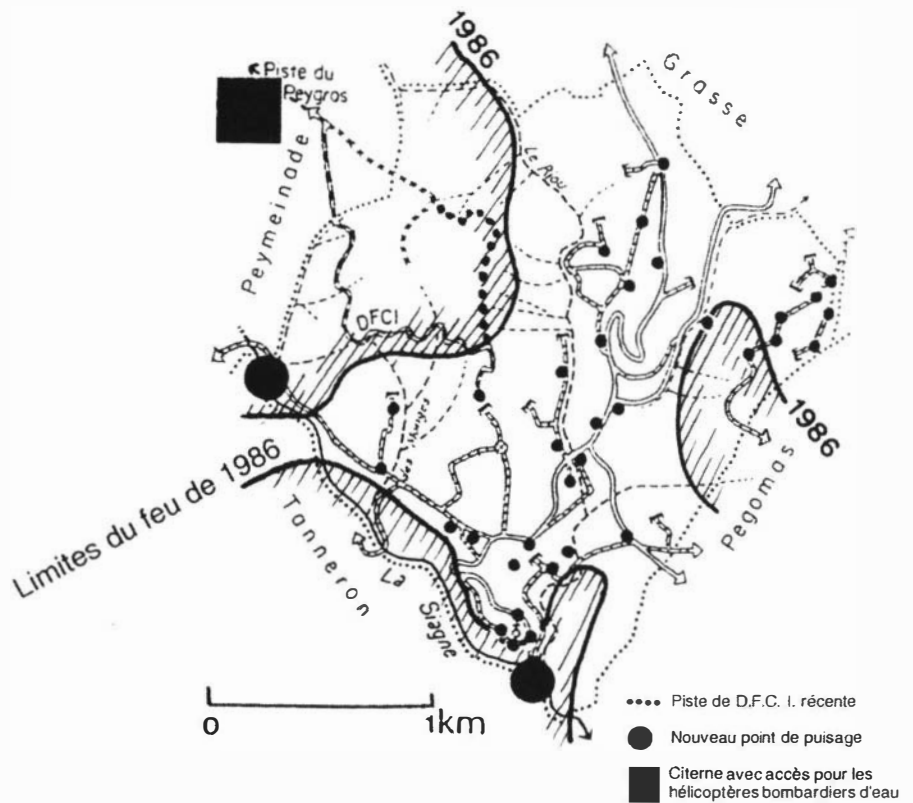 1986
Grasse
Piste du
Peygros
Peymeinade
Le Riou
DFCI
1986
Pegomas
Limites du feu de 1986
Tanneron
La Siagne
0 1km
Piste de D.F.C. I. récente
Nouveau point de puisage
Citerne avec accès pour les
hélicoptères bombardiers d'eau